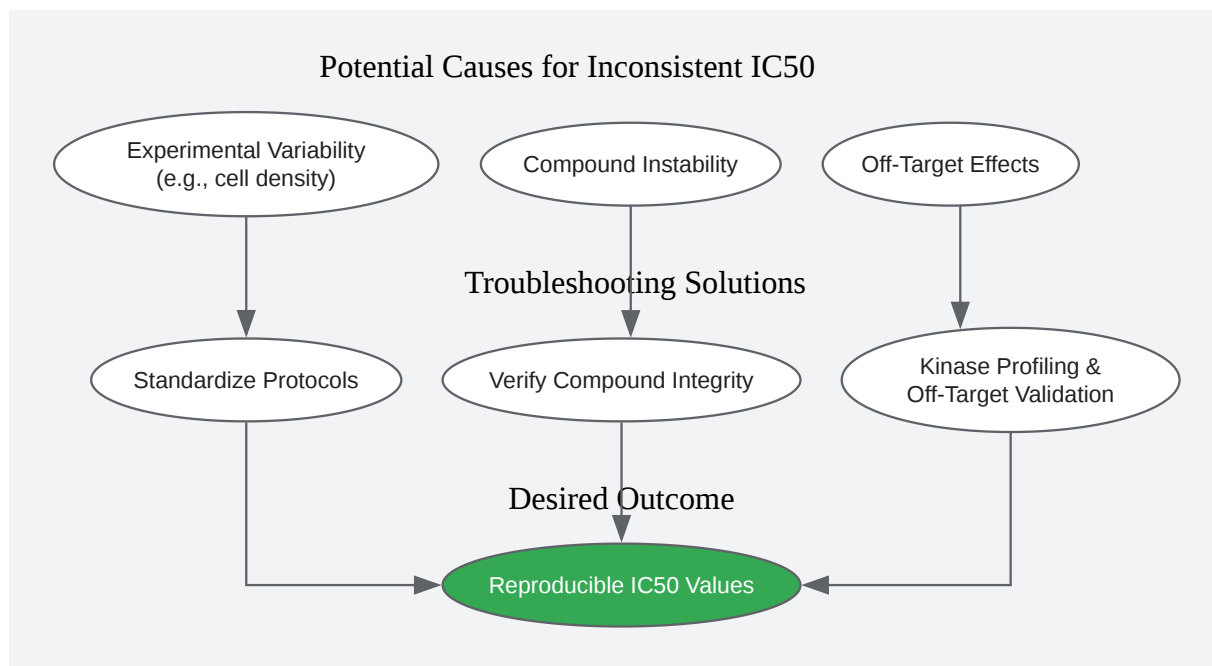 Potential Causes for Inconsistent IC50
Experimental Variability
(e.g., cell density)
Compound Instability
Off-Target Effects
Troubleshooting Solutions
Standardize Protocols
Verify Compound Integrity
Kinase Profiling &
Off-Target Validation
Desired Outcome
Reproducible IC50 Values